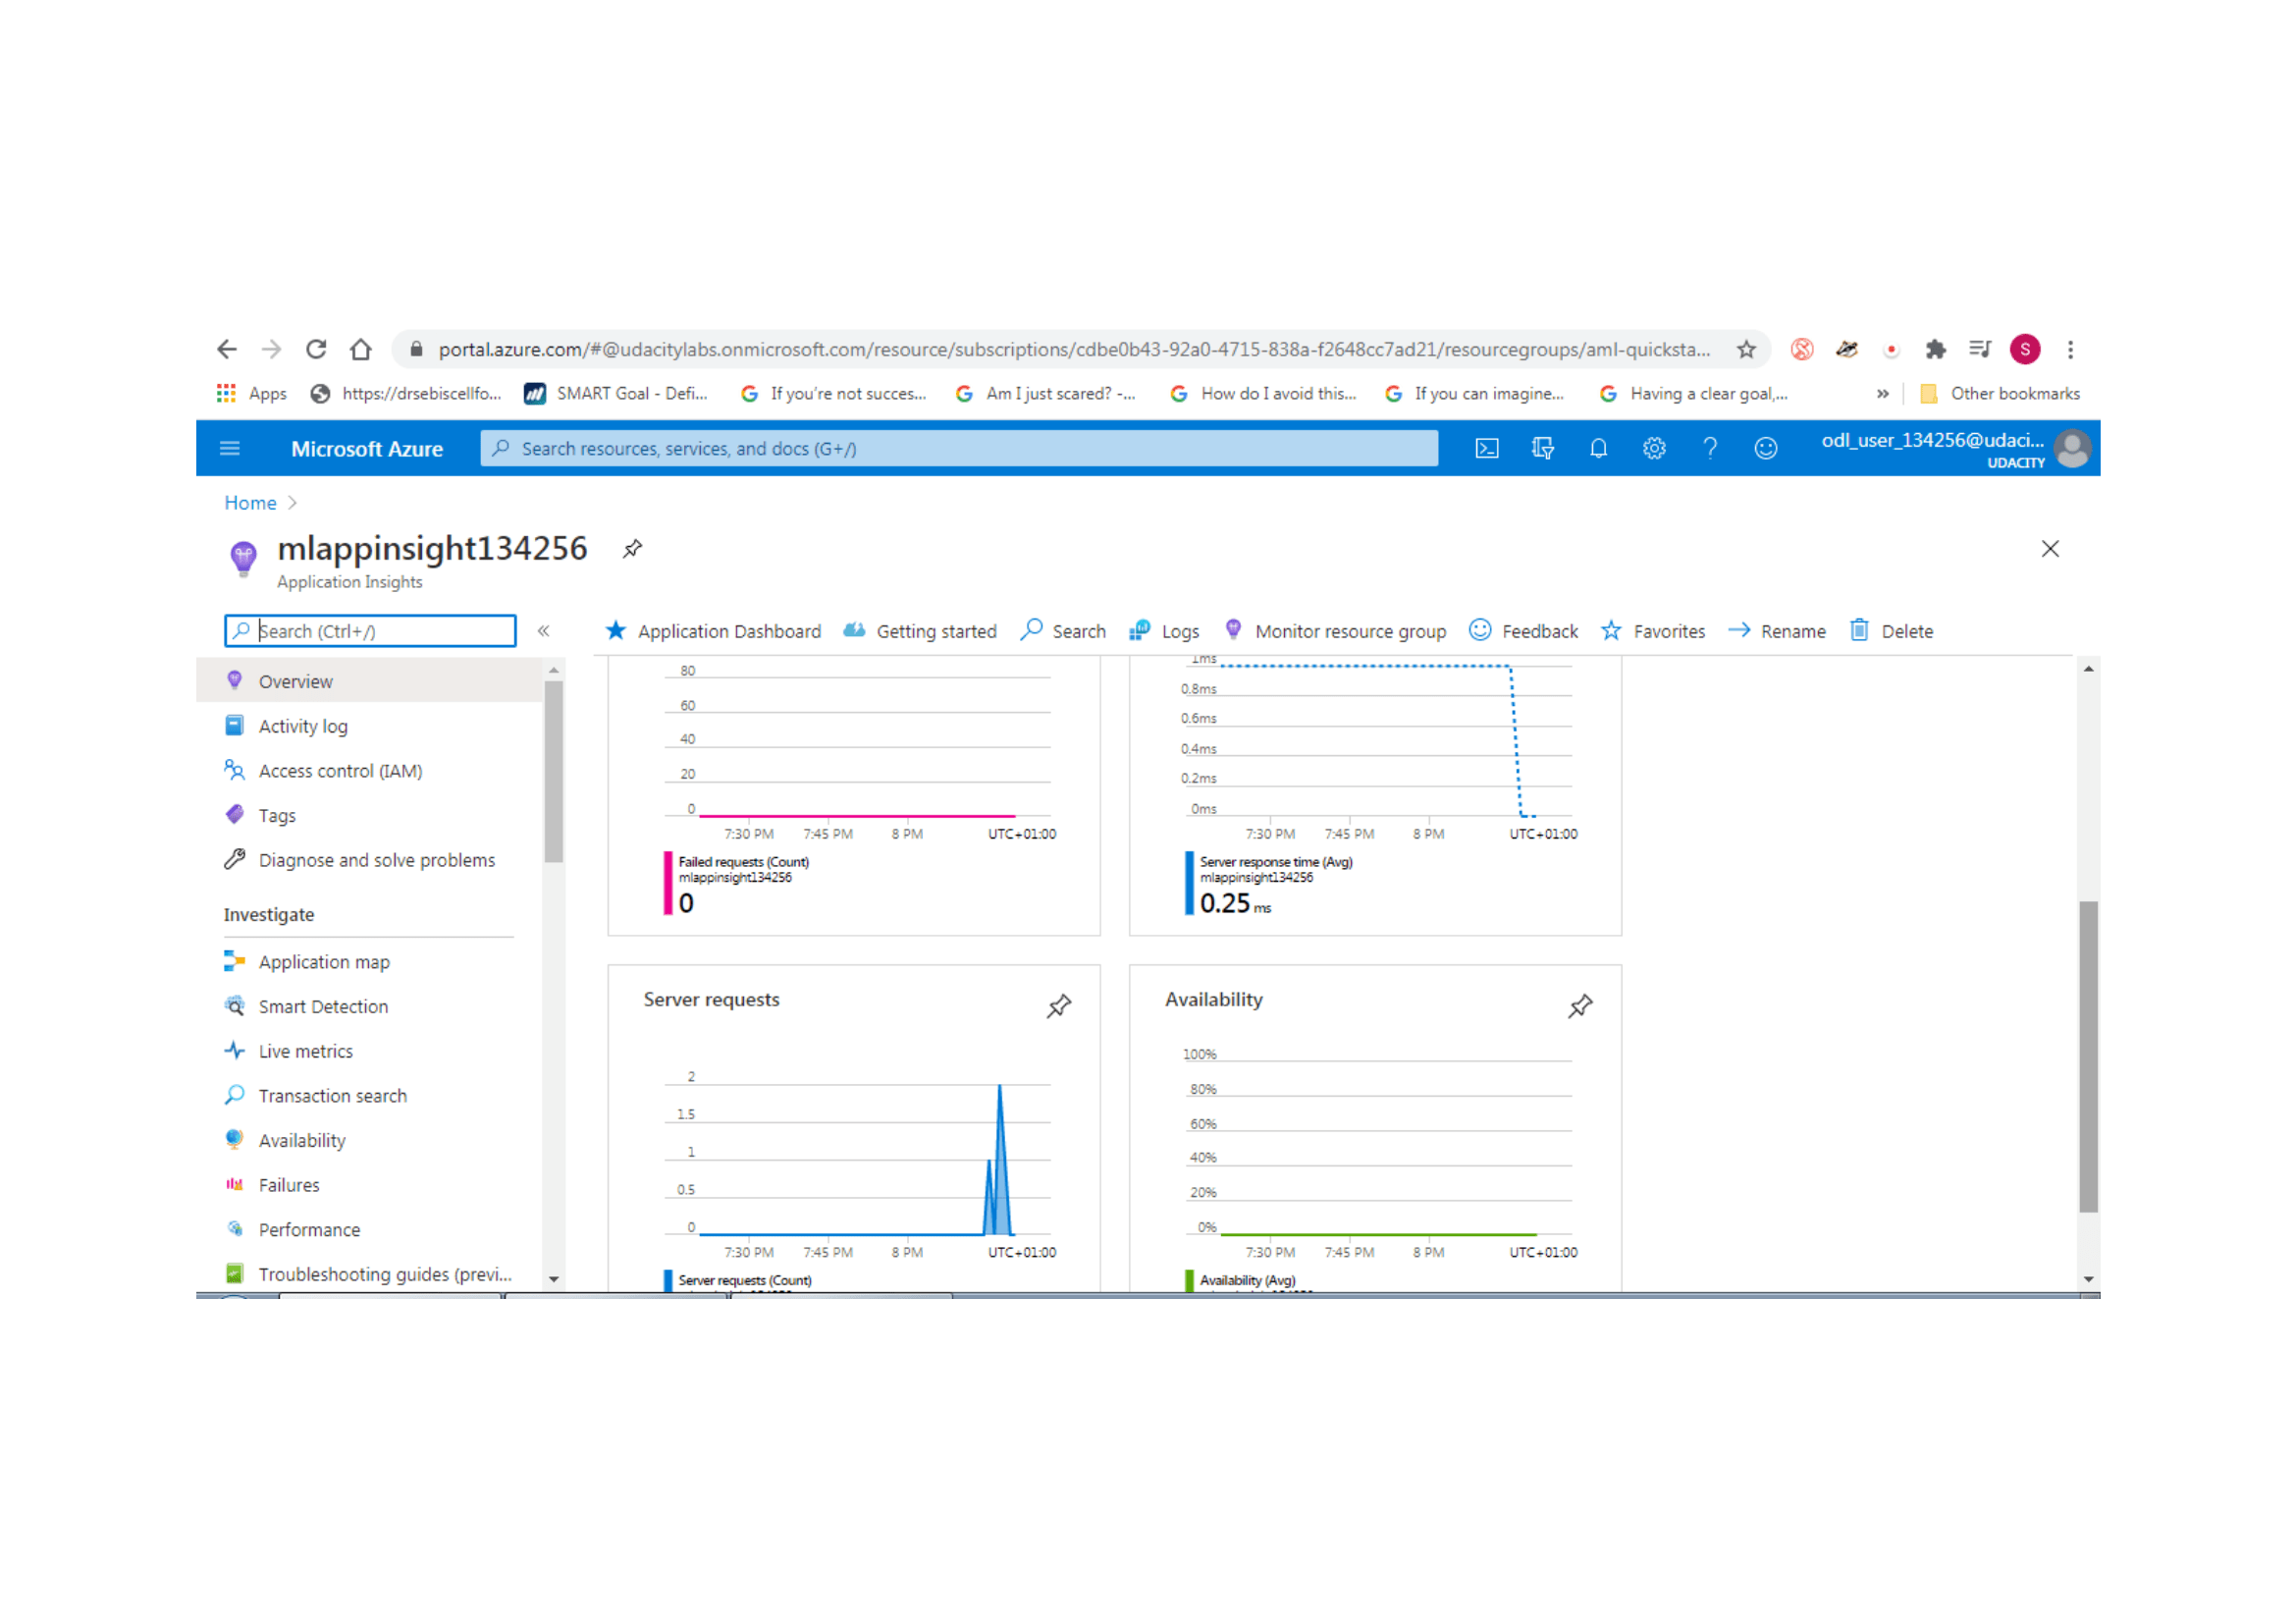 portal.azure.com/#@udacitylabs.onmicrosoft.com/resource/subscriptions/cdbe0b43-92a0-4715-838a-f2648cc7ad21/resourcegroups/aml-quicksta...
S
Apps https://drsebiscellfo... SMART Goal - Defi... If you're not succes... Am I just scared? -... How do I avoid this... If you can imagine... Having a clear goal,... » Other bookmarks
Microsoft Azure Search resources, services, and docs (G+/) odl_user_134256@udaci...
UDACITY
Home >
mlappinsight134256
Application Insights
Search (Ctrl+/) «
Application Dashboard Getting started Search Logs Monitor resource group Feedback Favorites Rename Delete
Overview
Activity log
Access control (IAM)
Tags
Diagnose and solve problems
Investigate
Application map
Smart Detection
Live metrics
Transaction search
Availability
Failures
Performance
Troubleshooting guides (previ...
80
60
40
20
0
7:30 PM 7:45 PM 8 PM UTC+01:00
Failed requests (Count)
mlappinsight134256
0
1ms
0.8ms
0.6ms
0.4ms
0.2ms
0ms
7:30 PM 7:45 PM 8 PM UTC+01:00
Server response time (Avg)
mlappinsight134256
0.25 ms
Server requests
2
1.5
1
0.5
0
7:30 PM 7:45 PM 8 PM UTC+01:00
Server requests (Count)
Availability
100%
80%
60%
40%
20%
0%
7:30 PM 7:45 PM 8 PM UTC+01:00
Availability (Avg)